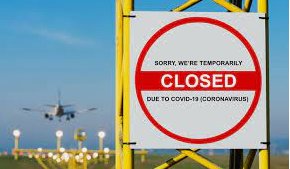 SORRY, WE'RE TEMPORARILY
CLOSED
DUE TO COVID-19 (CORONAVIRUS)